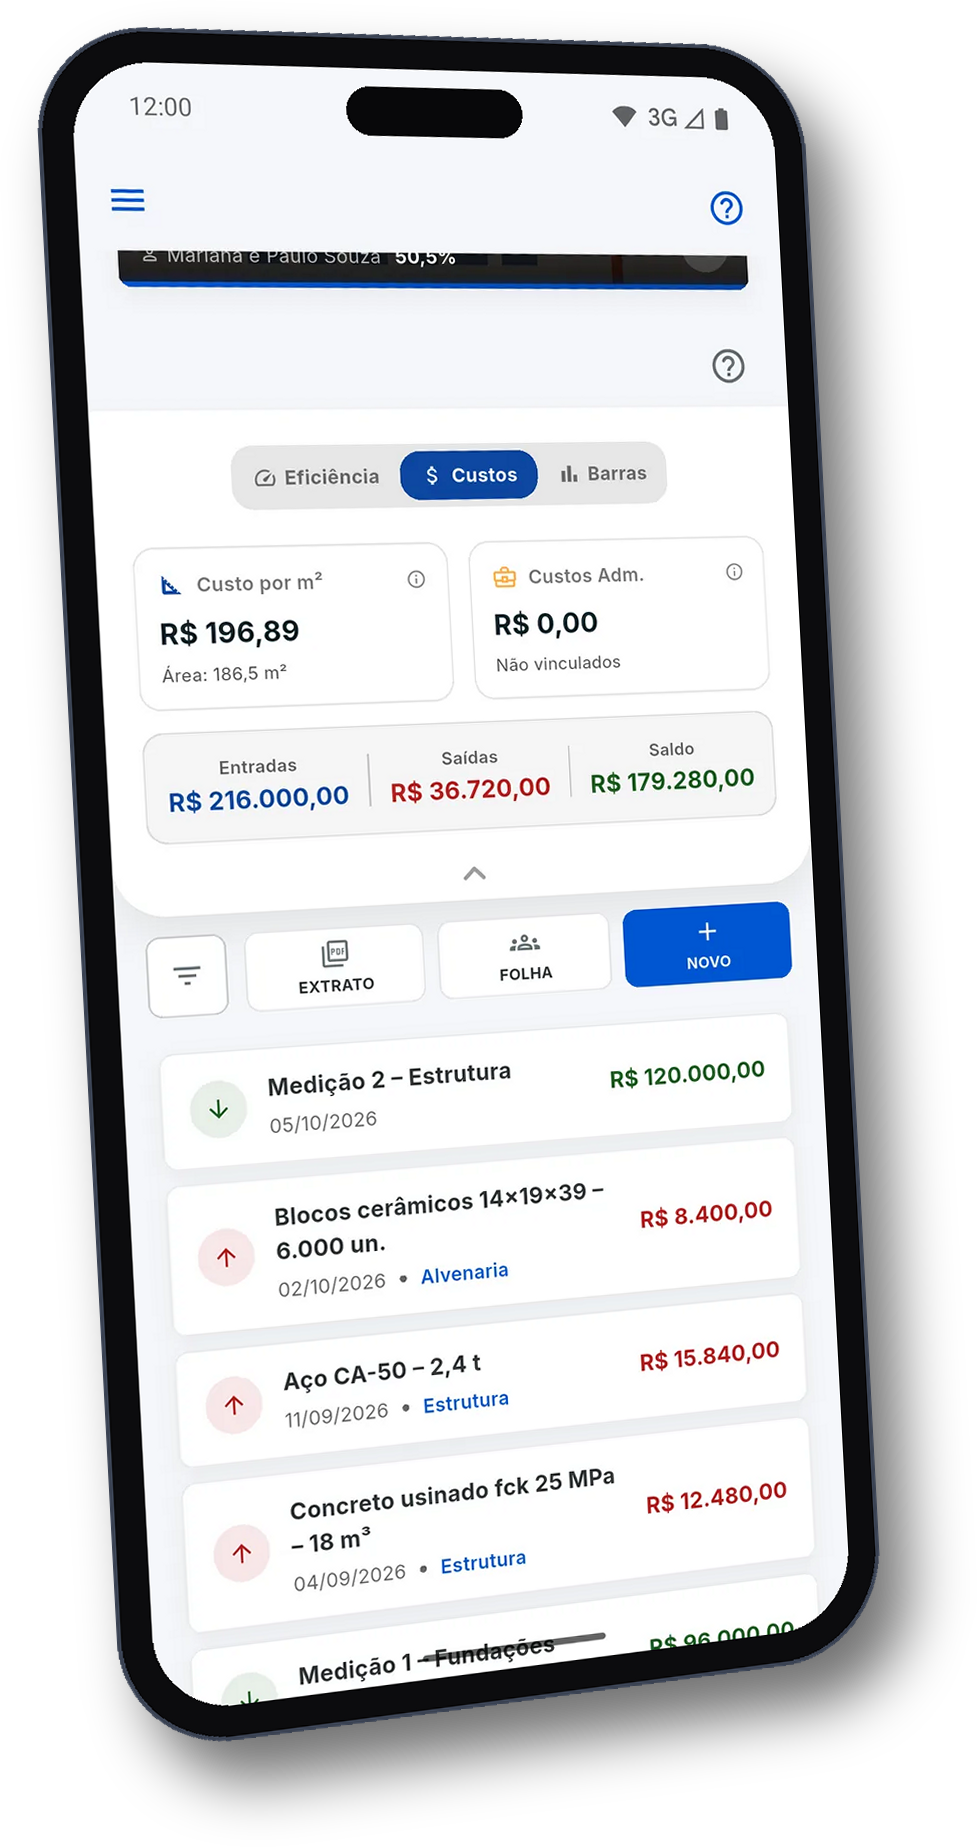 12:00
3G
Mariana e Paulo Souza 50,5%
Eficiência
$ Custos
Barras
Custo por m²
R$ 196,89
Área: 186,5 m²
Custos Adm.
R$ 0,00
Não vinculados
Entradas
R$ 216.000,00
Saídas
R$ 36.720,00
Saldo
R$ 179.280,00
PDF
EXTRATO
FOLHA
NOVO
Medição 2 – Estrutura
R$ 120.000,00
05/10/2026
Blocos cerâmicos 14×19×39 –
6.000 un.
R$ 8.400,00
02/10/2026 • Alvenaria
Aço CA-50 – 2,4 t
R$ 15.840,00
11/09/2026 • Estrutura
Concreto usinado fck 25 MPa
– 18 m³
R$ 12.480,00
04/09/2026 • Estrutura
Medição 1 – Fundações
R$ 96.000,00